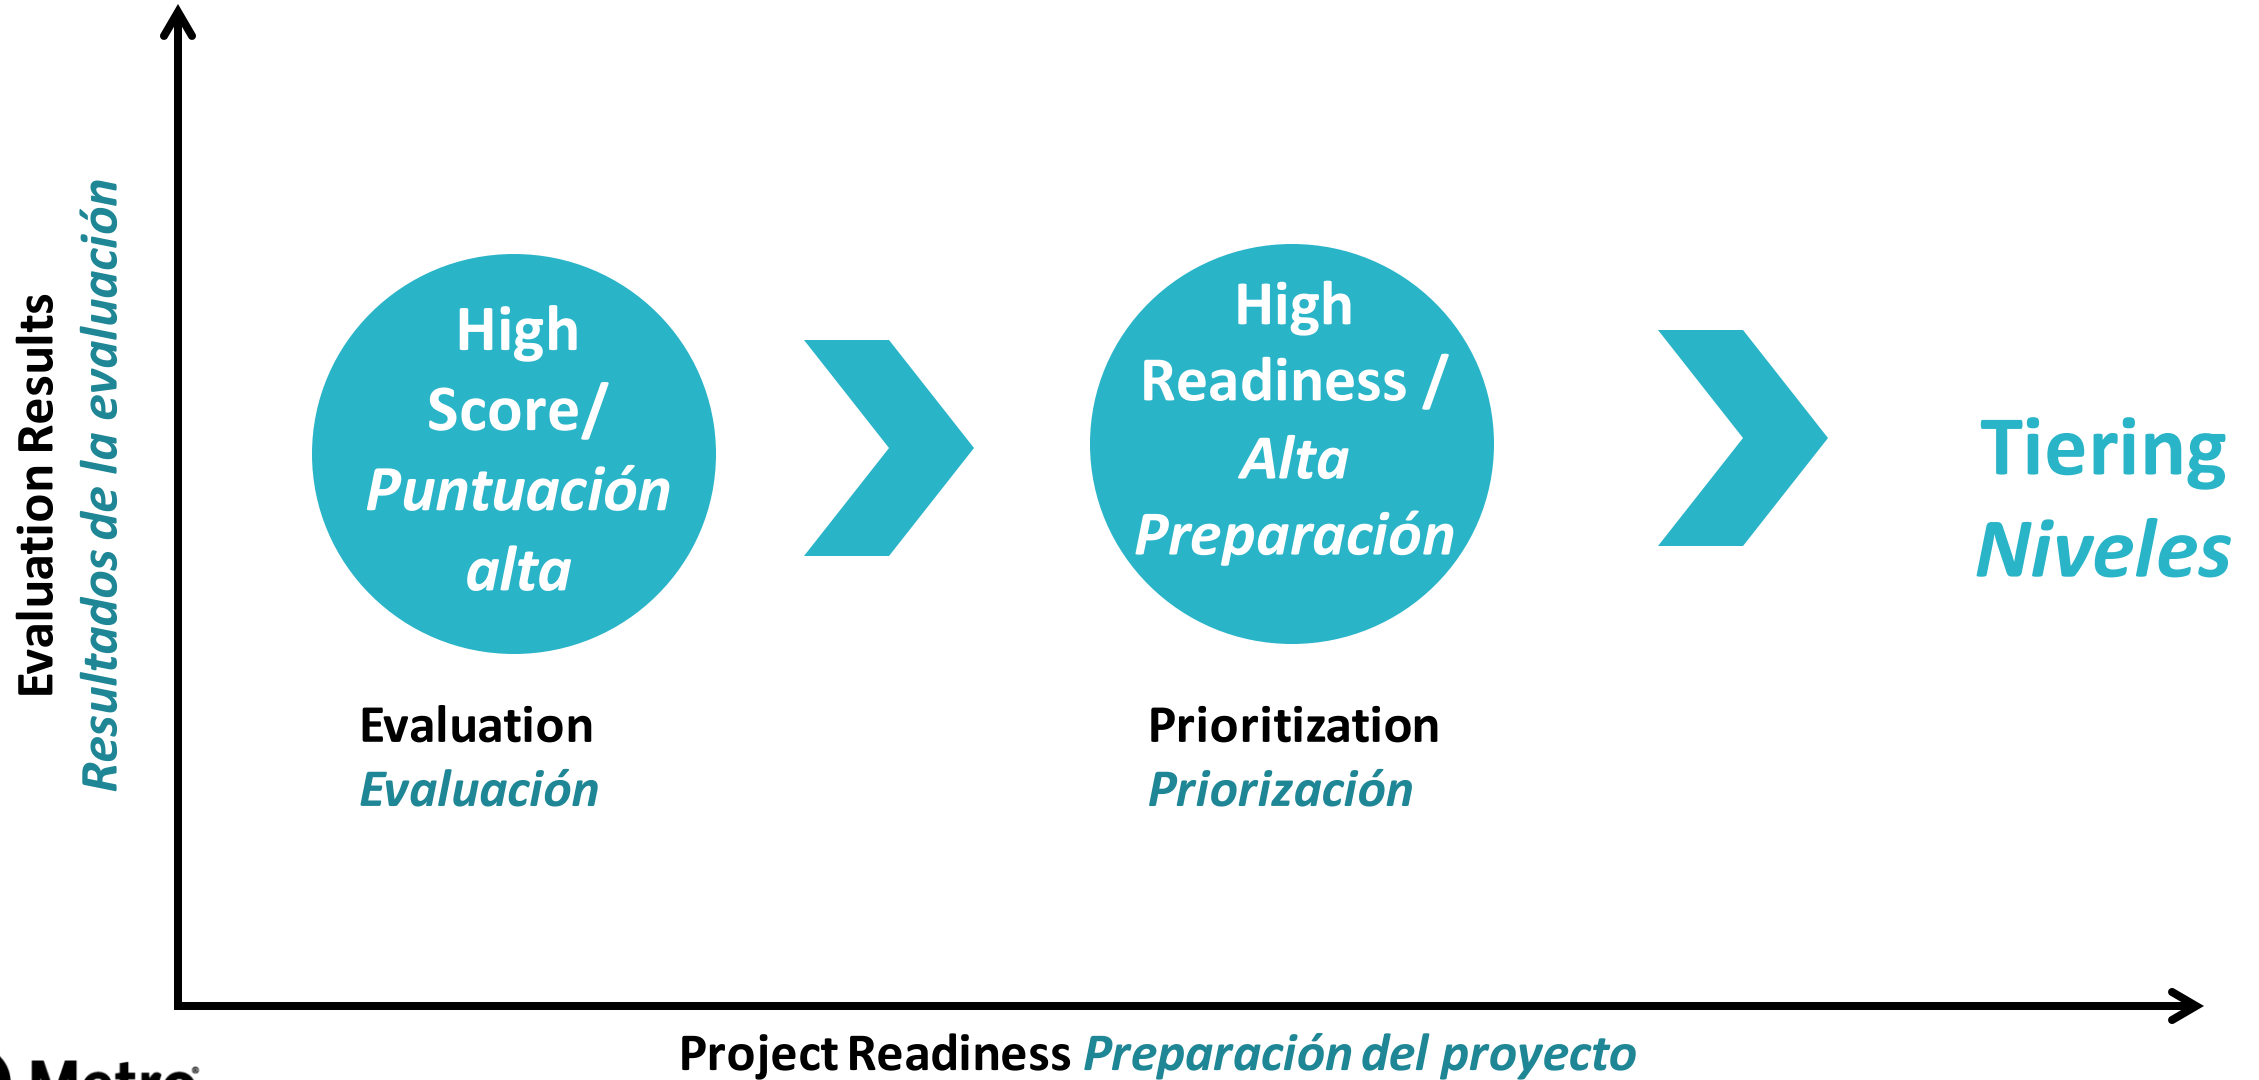 Evaluation Results
Resultados de la evaluación
High
Score/
Puntuación
alta
Evaluation
Evaluación
High
Readiness /
Alta
Preparación
Prioritization
Priorización
Tiering
Niveles
Project Readiness Preparación del proyecto
Metro